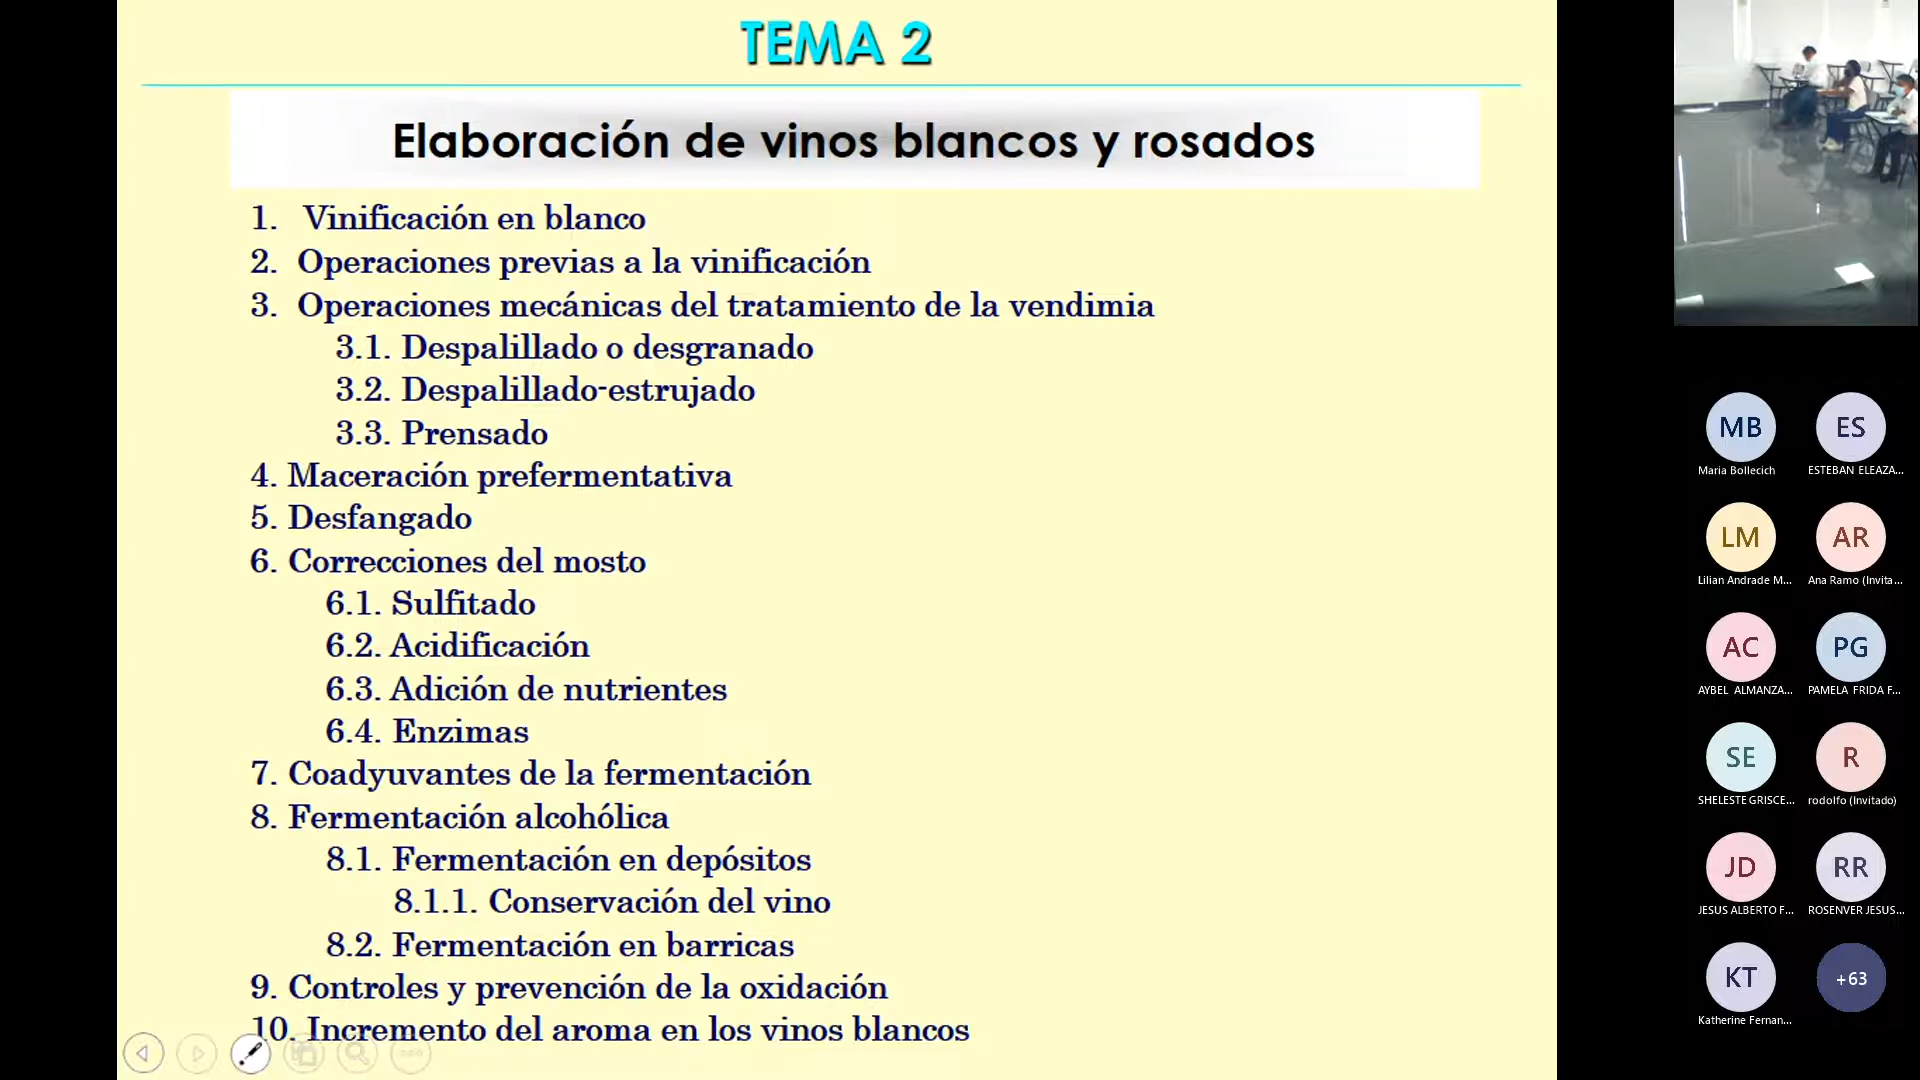 TEMA 2
Elaboración de vinos blancos y rosados
1. Vinificación en blanco
2. Operaciones previas a la vinificación
3. Operaciones mecánicas del tratamiento de la vendimia
3.1. Despalillado o desgranado
3.2. Despalillado-estrujado
3.3. Prensado
4. Maceración prefermentativa
5. Desfangado
6. Correcciones del mosto
6.1. Sulfitado
6.2. Acidificación
6.3. Adición de nutrientes
6.4. Enzimas
7. Coadyuvantes de la fermentación
8. Fermentación alcohólica
8.1. Fermentación en depósitos
8.1.1. Conservación del vino
8.2. Fermentación en barricas
9. Controles y prevención de la oxidación
10. Incremento del aroma en los vinos blancos
MB
ES
Maria Bollecich
ESTEBAN ELEAZA...
LM
AR
Lilian Andrade M...
Ana Ramo (Invita...
AC
PG
AYBEL ALMANZA...
PAMELA FRIDA F...
SE
R
SHELESTE GRISCE...
rodolfo (Invitado)
JD
RR
JESUS ALBERTO F...
ROSENVER JESUS...
KT
+63
Katherine Fernan...